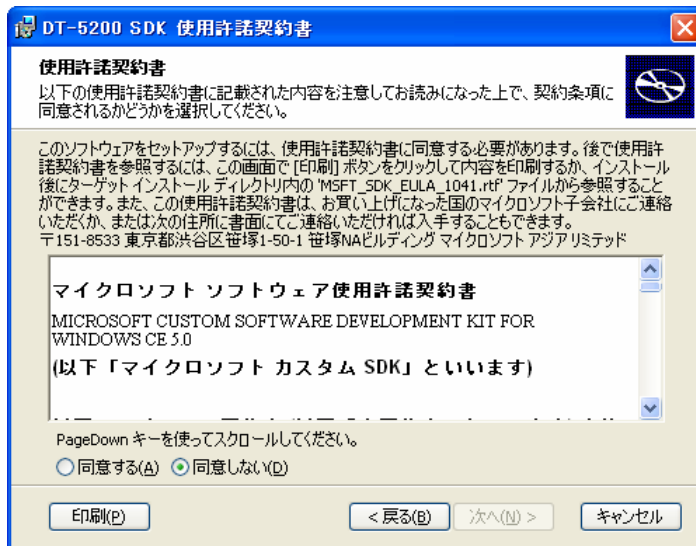 DT-5200 SDK 使用許諾契約書
使用許諾契約書
以下の使用許諾契約書に記載された内容を注意してお読みになった上で、契約条項に
同意されるかどうかを選択してください。
このソフトウェアをセットアップするには、使用許諾契約書に同意する必要があります。後で使用許
諾契約書を参照するには、この画面で [印刷] ボタンをクリックして内容を印刷するか、インストール
後にターゲット インストール ディレクトリ内の 'MSFT_SDK_EULA_1041.rtf' ファイルから参照すること
ができます。また、この使用許諾契約書は、お買い上げになった国のマイクロソフト子会社にご連絡
いただくか、または次の住所に書面にてご連絡いただければ入手することもできます。
〒151-8533 東京都渋谷区笹塚1-50-1 笹塚NAビルディング マイクロソフト アジア リミテッド
マイクロソフト ソフトウェア使用許諾契約書
MICROSOFT CUSTOM SOFTWARE DEVELOPMENT KIT FOR
WINDOWS CE 5.0
(以下「マイクロソフト カスタム SDK」といいます)
PageDown キーを使ってスクロールしてください。
同意する(A) 同意しない(D)
印刷(P) < 戻る(B) 次へ(N) > キャンセル